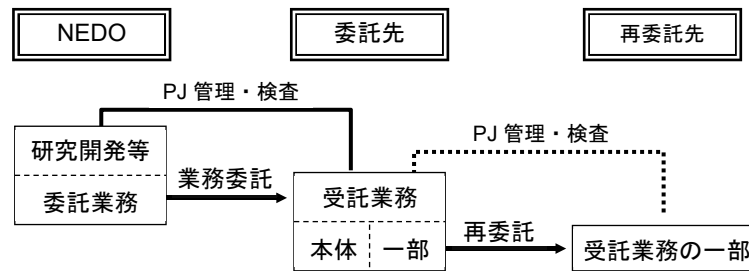 NEDO
委託先
再委託先
PJ 管理・検査
PJ 管理・検査
研究開発等
委託業務
業務委託
受託業務
本体
一部
再委託
受託業務の一部